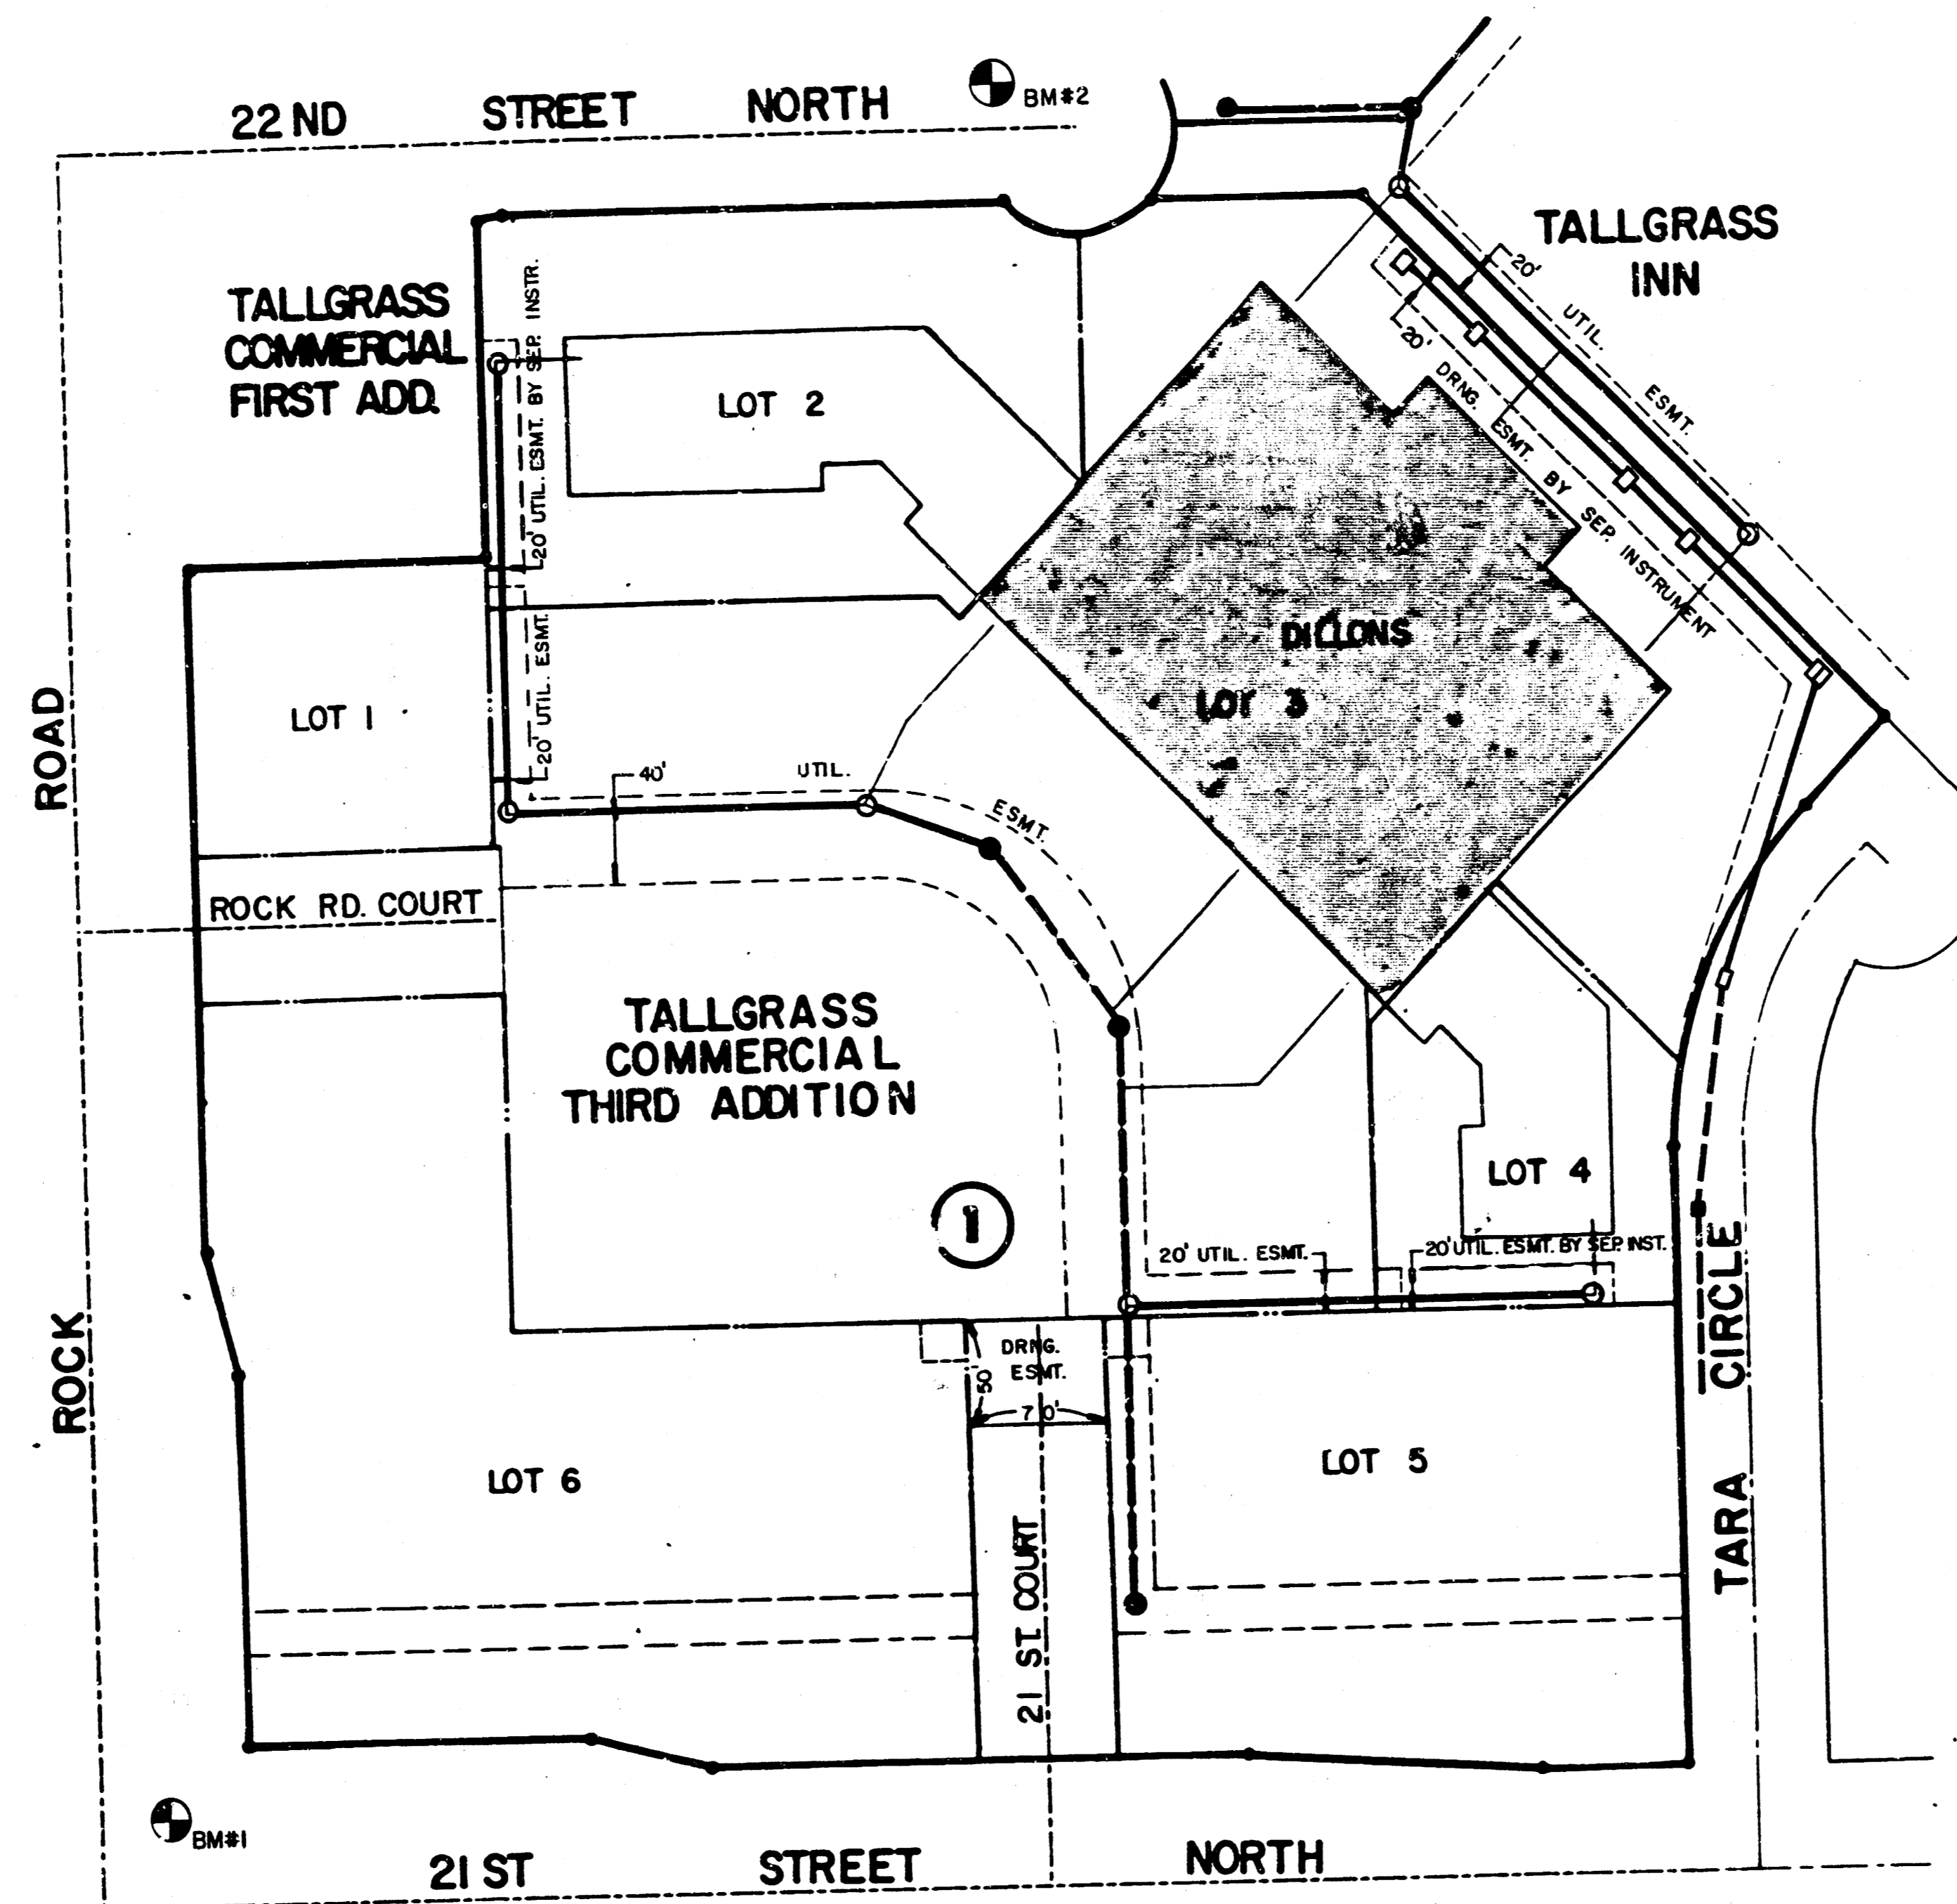 22 ND STREET NORTH
BM#2
TALLGRASS
INN
TALLGRASS
COMMERCIAL
FIRST ADD.
20' UTIL. ESMT. BY SEP. INSTR.
LOT 2
20'
UTIL. ESMT.
20' DRNG. ESMT. BY SEP. INSTRUMENT
DILLONS
LOT 3
LOT 1
20' UTIL. ESMT.
40' UTIL. ESMT.
ROCK ROAD
ROCK RD. COURT
TALLGRASS
COMMERCIAL
THIRD ADDITION
1
LOT 4
20' UTIL. ESMT.
20' UTIL. ESMT. BY SEP. INST.
DRNG.
ESMT.
50'
70'
LOT 6
LOT 5
21 ST. COURT
TARA CIRCLE
BM#1
21 ST STREET NORTH